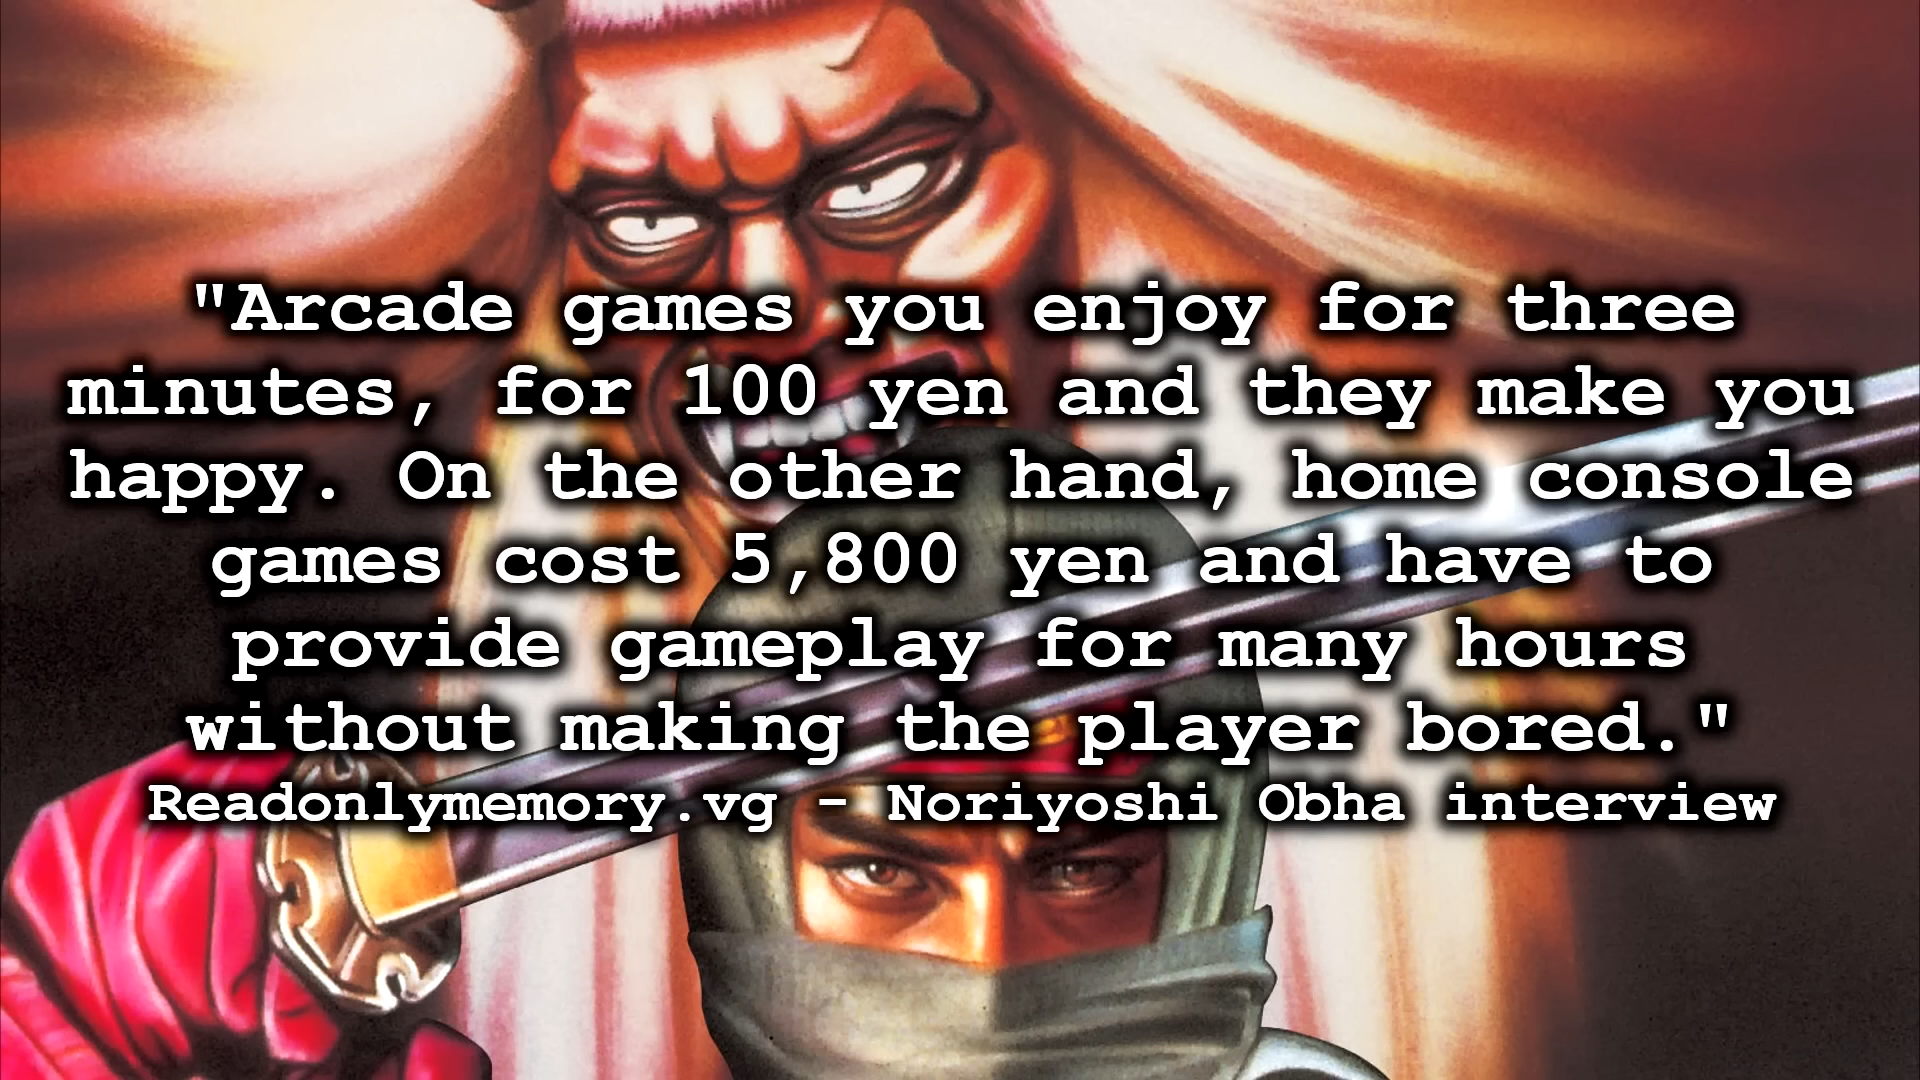 "Arcade games you enjoy for three
minutes, for 100 yen and they make you
happy. On the other hand, home console
games cost 5,800 yen and have to
provide gameplay for many hours
without making the player bored."
Readonlymemory.vg - Noriyoshi Obha interview